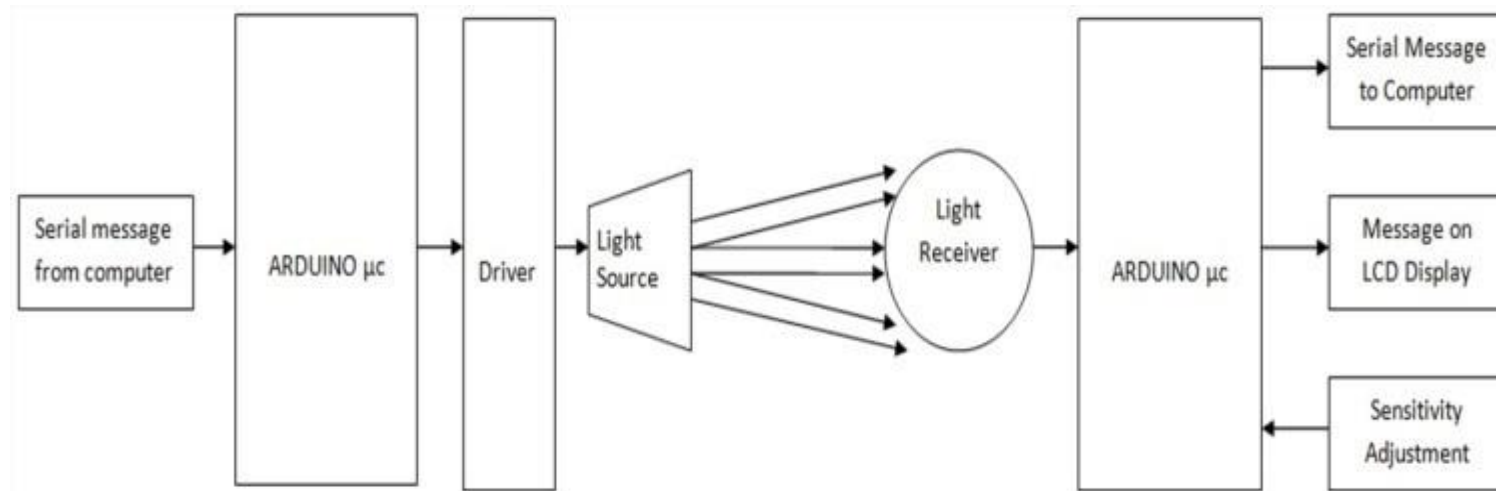 Serial message
from computer
ARDUINO μc
Driver
Light
Source
Light
Receiver
ARDUINO μc
Serial Message
to Computer
Message on
LCD Display
Sensitivity
Adjustment